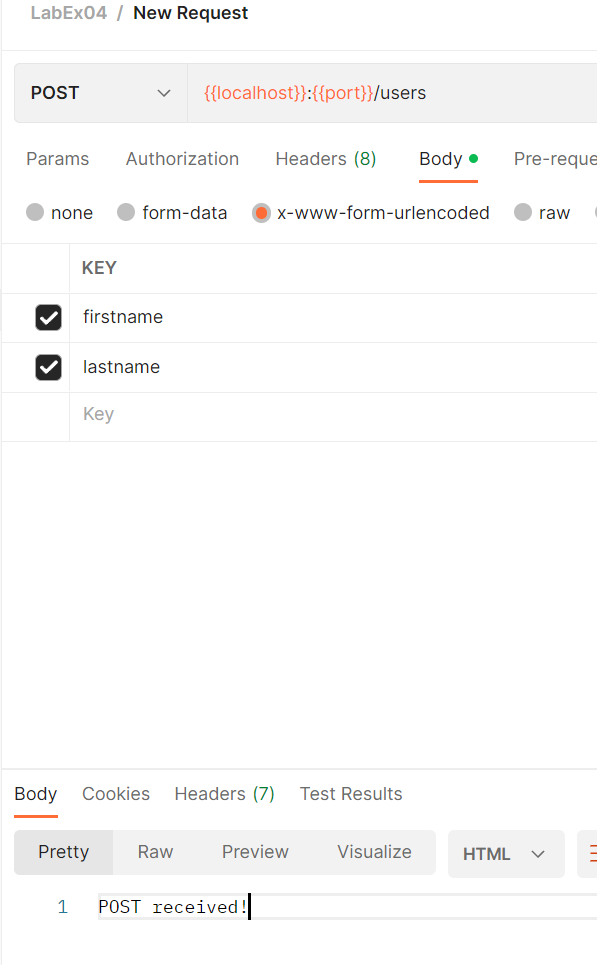 LabEx04 / New Request
POST {{localhost}}:{{port}}/users
Params Authorization Headers (8) Body Pre-reque
none form-data x-www-form-urlencoded raw
KEY
firstname
lastname
Key
Body Cookies Headers (7) Test Results
Pretty Raw Preview Visualize HTML
1 POST received!